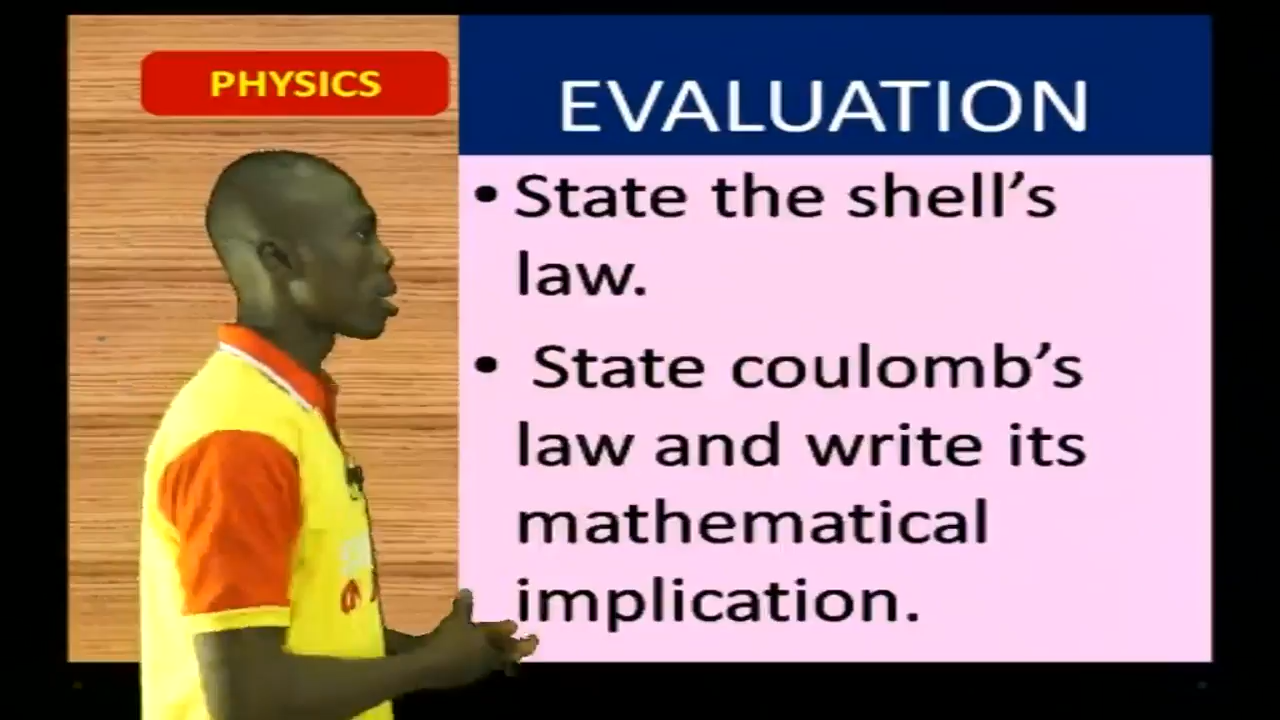 PHYSICS
EVALUATION
• State the shell's
law.
• State coulomb's
law and write its
mathematical
implication.